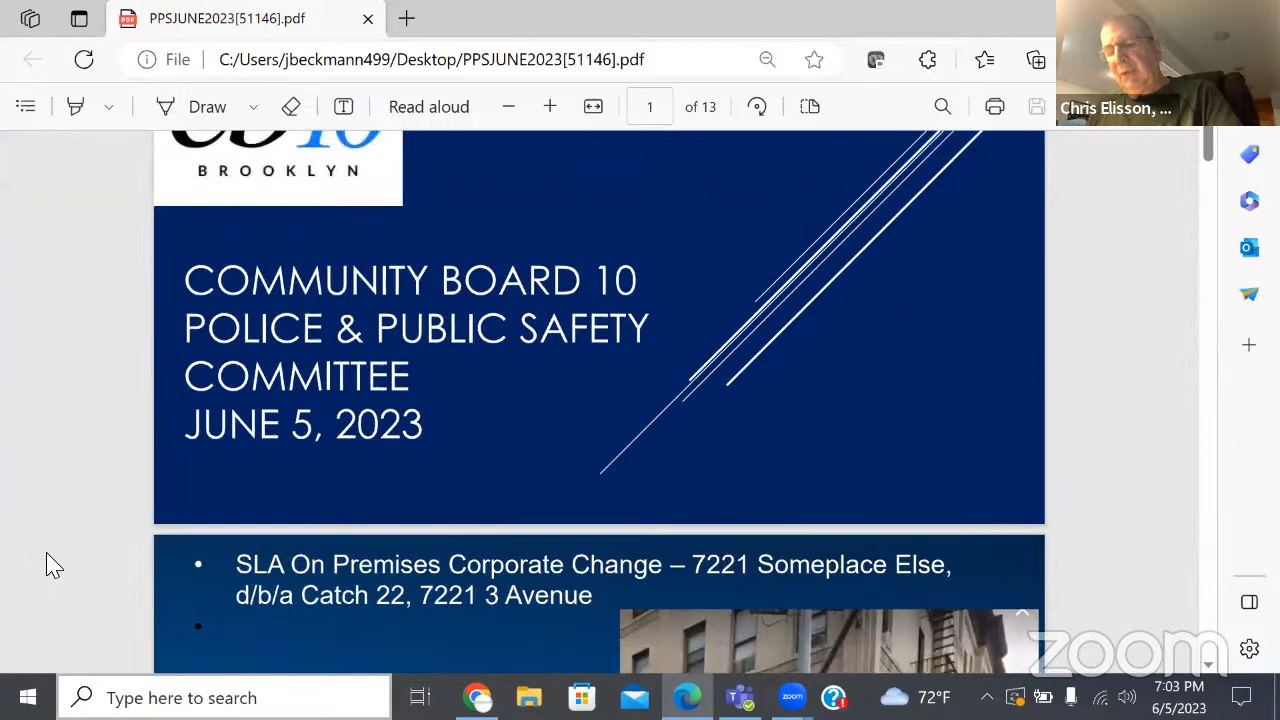 PPSJUNE2023[51146].pdf
File
C:/Users/jbeckmann499/Desktop/PPSJUNE2023[51146].pdf
Draw
Read aloud
1
of 13
Chris Elisson, ...
BROOKLYN
COMMUNITY BOARD 10
POLICE & PUBLIC SAFETY
COMMITTEE
JUNE 5, 2023
• SLA On Premises Corporate Change – 7221 Someplace Else,
d/b/a Catch 22, 7221 3 Avenue
•
zoom
Type here to search
zoom
72°F
7:03 PM
6/5/2023